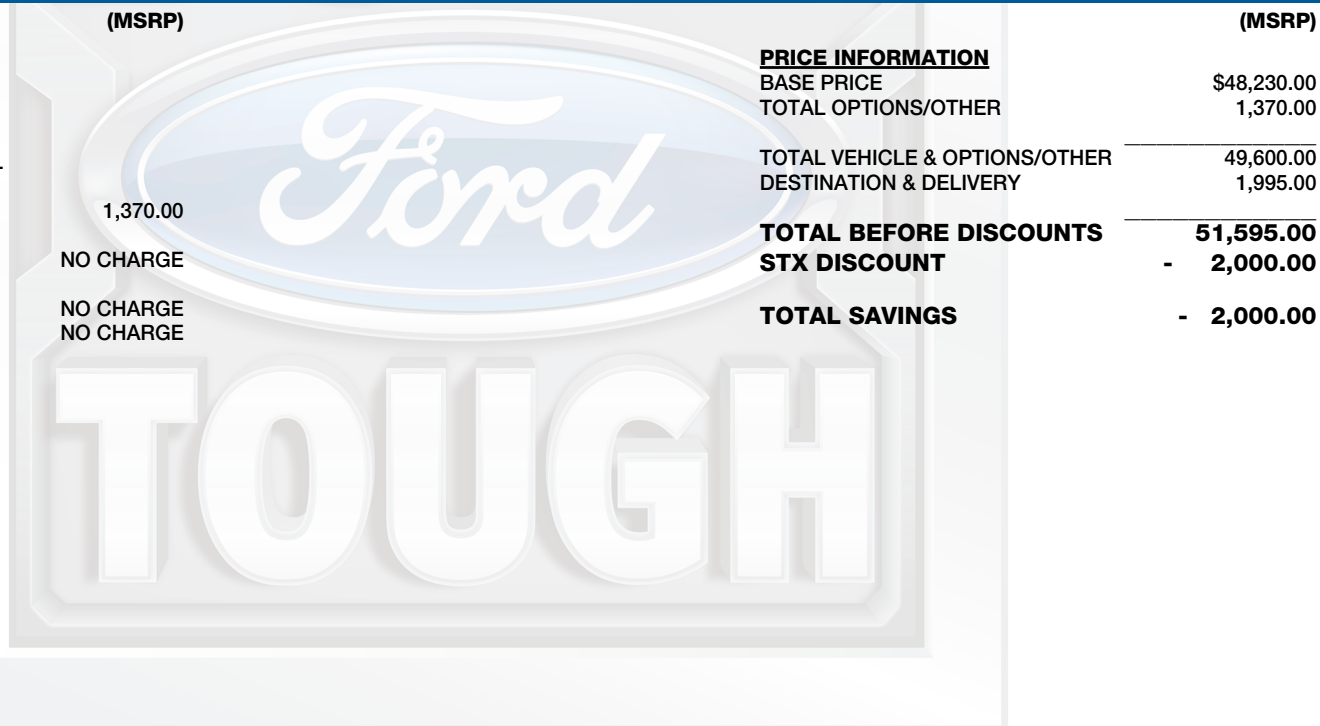 (MSRP)
1,370.00
NO CHARGE
NO CHARGE
NO CHARGE
(MSRP)
PRICE INFORMATION
BASE PRICE $48,230.00
TOTAL OPTIONS/OTHER 1,370.00
TOTAL VEHICLE & OPTIONS/OTHER 49,600.00
DESTINATION & DELIVERY 1,995.00
TOTAL BEFORE DISCOUNTS 51,595.00
STX DISCOUNT - 2,000.00
TOTAL SAVINGS - 2,000.00
Ford
TOUGH